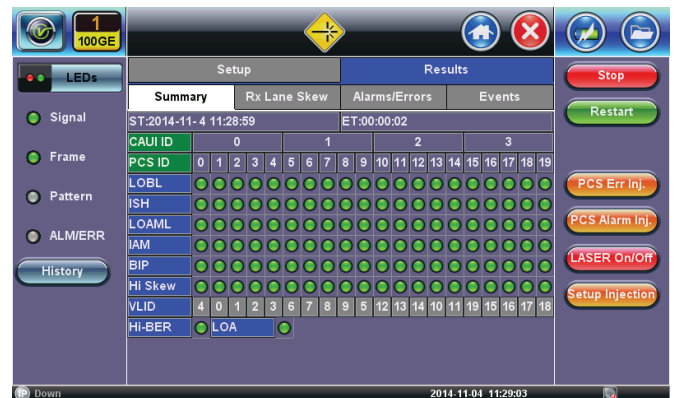 1
100GE
LEDs
Signal
Frame
Pattern
ALM/ERR
History
Setup Results
Summary Rx Lane Skew Alarms/Errors Events
ST:2014-11- 4 11:28:59 ET:00:00:02
CAUI ID 0 1 2 3
PCS ID 0 1 2 3 4 5 6 7 8 9 10 11 12 13 14 15 16 17 18 19
LOBL
ISH
LOAML
IAM
BIP
Hi Skew
VLID 4 0 1 2 3 6 7 8 9 5 12 13 14 10 11 19 15 16 17 18
Hi-BER LOA
Stop
Restart
PCS Err Inj.
PCS Alarm Inj.
LASER On/Off
Setup Injection
IP Down
2014-11-04 11:29:03